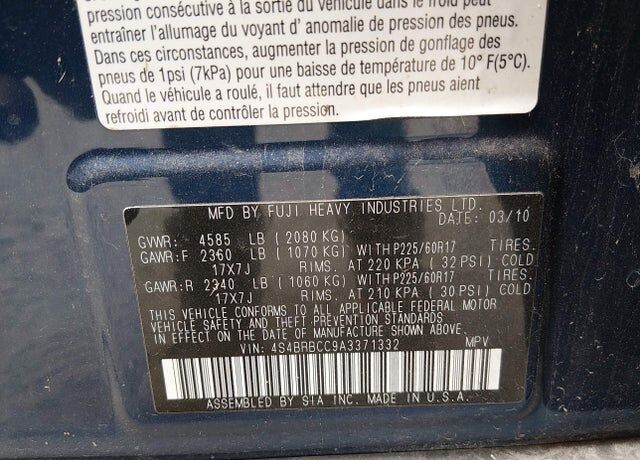 pression consécutive à la sortie du véhicule dans le froid peut
entraîner l'allumage du voyant d' anomalie de pression des pneus.
Dans ces circonstances, augmenter la pression de gonflage des
pneus de 1psi (7kPa) pour une baisse de température de 10° F(5°C).
Quand le véhicule a roulé, il faut attendre que les pneus aient
refroidi avant de contrôler la pression.
MFD BY FUJI HEAVY INDUSTRIES LTD.
DATE: 03/10
GVWR: 4585 LB ( 2080 KG)
GAWR:F 2360 LB ( 1070 KG) WITH P225/60R17 TIRES.
17X7J RIMS, AT 220 KPA ( 32 PSI) COLD
GAWR:R 2340 LB ( 1060 KG) WITH P225/60R17 TIRES.
17X7J RIMS, AT 210 KPA ( 30 PSI) COLD
THIS VEHICLE CONFORMS TO ALL APPLICABLE FEDERAL MOTOR
VEHICLE SAFETY AND THEFT PREVENTION STANDARDS
IN EFFECT ON THE DATE OF MANUFACTURE SHOWN ABOVE.
VIN: 4S4BRBCC9A3371332 MPV
ASSEMBLED BY SIA INC. MADE IN U.S.A.